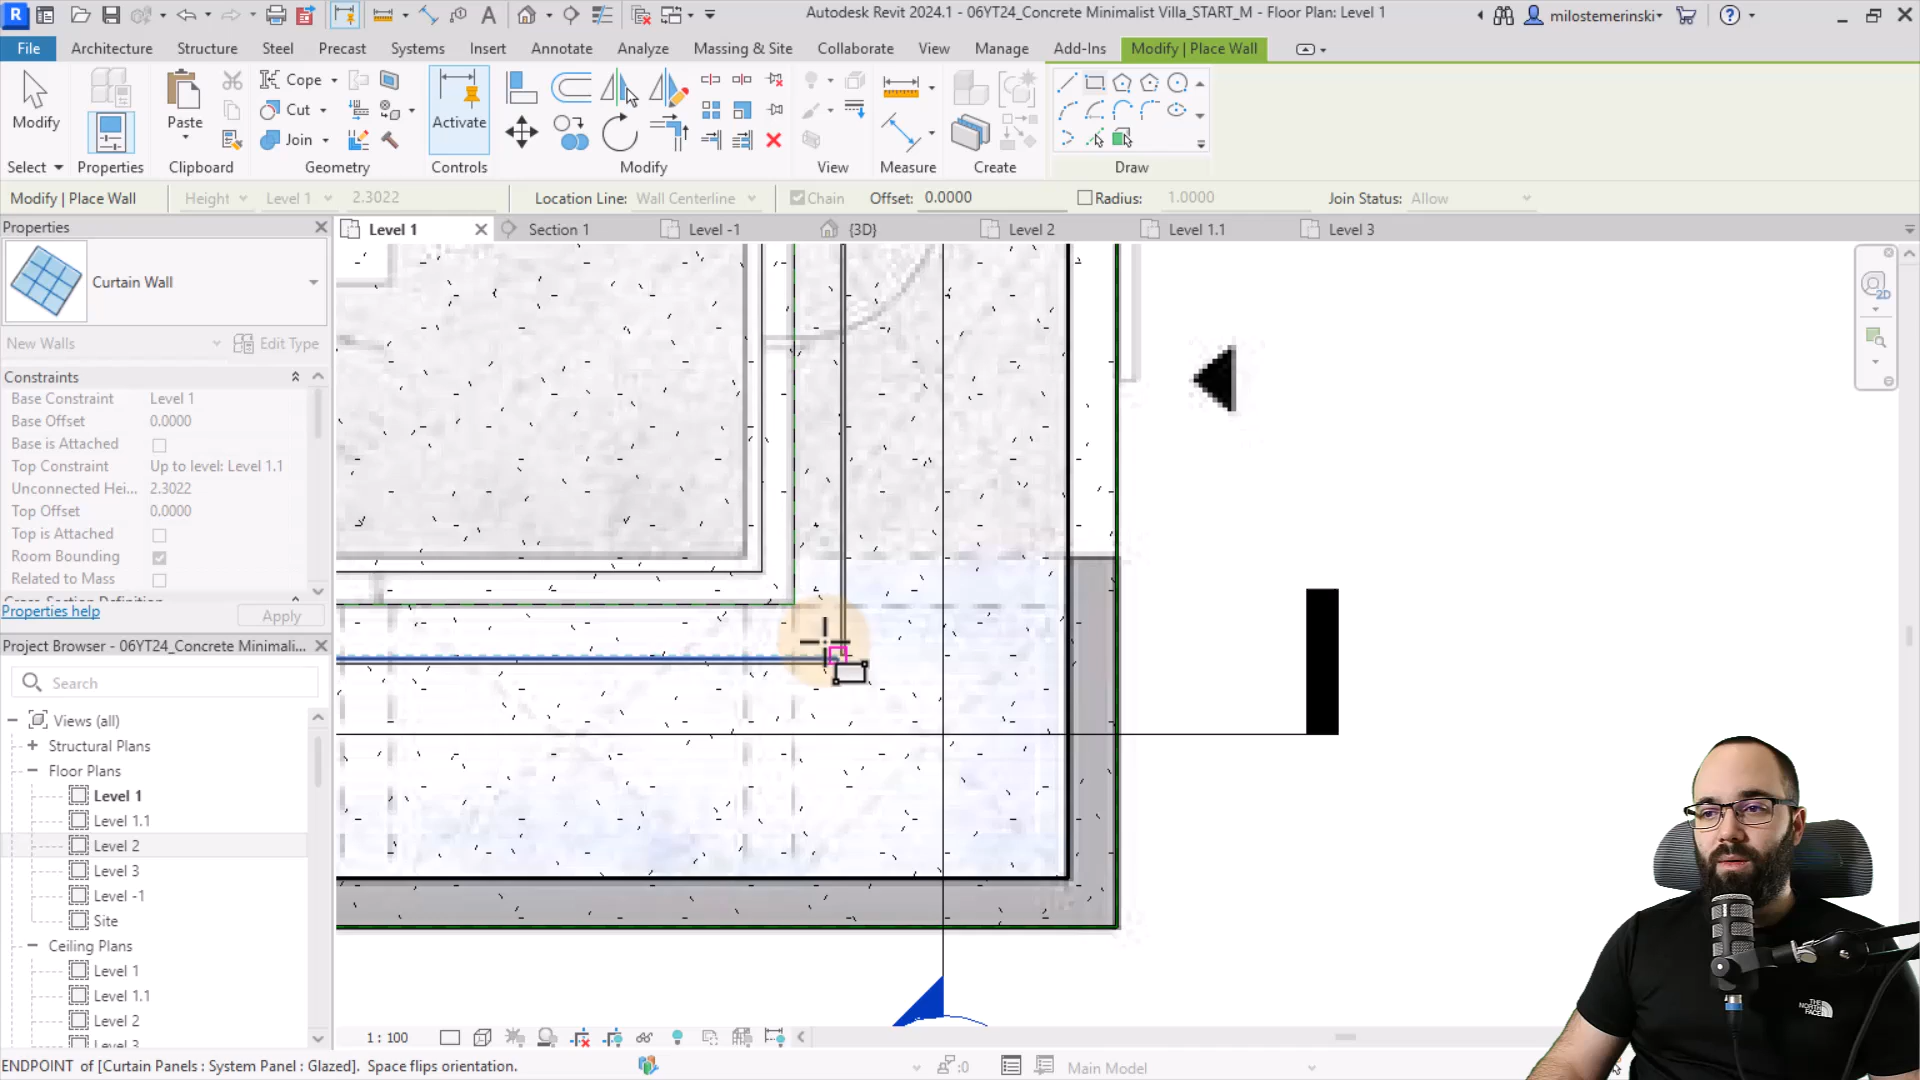 Autodesk Revit 2024.1 - 06YT24_Concrete Minimalist Villa_START_M - Floor Plan: Level 1
milostemerinski
File
Architecture
Structure
Steel
Precast
Systems
Insert
Annotate
Analyze
Massing & Site
Collaborate
View
Manage
Add-Ins
Modify | Place Wall
Modify
Paste
Cope
Cut
Join
Activate
Select
Properties
Clipboard
Geometry
Controls
Modify
View
Measure
Create
Draw
Modify | Place Wall
Height
Level 1
2.3022
Location Line:
Wall Centerline
Chain
Offset:
0.0000
Radius:
1.0000
Join Status:
Allow
Properties
Level 1
Section 1
Level -1
{3D}
Level 2
Level 1.1
Level 3
Curtain Wall
New Walls
Edit Type
Constraints
Base Constraint Level 1
Base Offset 0.0000
Base is Attached
Top Constraint Up to level: Level 1.1
Unconnected Hei... 2.3022
Top Offset 0.0000
Top is Attached
Room Bounding
Related to Mass
Properties help
Apply
Project Browser - 06YT24_Concrete Minimali...
Search
Views (all)
Structural Plans
Floor Plans
Level 1
Level 1.1
Level 2
Level 3
Level -1
Site
Ceiling Plans
Level 1
Level 1.1
Level 2
2D
1 : 100
ENDPOINT of [Curtain Panels : System Panel : Glazed]. Space flips orientation.
:0
Main Model
THE
NORTH
FACE